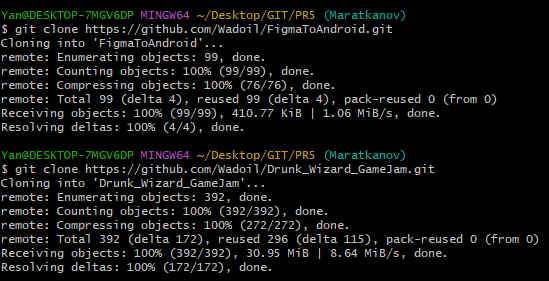 Yan@DESKTOP-7MGV6DP MINGW64 ~/Desktop/GIT/PR5 (Maratkanov)
$ git clone https://github.com/Wadoil/FigmaToAndroid.git
Cloning into 'FigmaToAndroid'...
remote: Enumerating objects: 99, done.
remote: Counting objects: 100% (99/99), done.
remote: Compressing objects: 100% (76/76), done.
remote: Total 99 (delta 4), reused 99 (delta 4), pack-reused 0 (from 0)
Receiving objects: 100% (99/99), 410.77 KiB | 1.06 MiB/s, done.
Resolving deltas: 100% (4/4), done.
Yan@DESKTOP-7MGV6DP MINGW64 ~/Desktop/GIT/PR5 (Maratkanov)
$ git clone https://github.com/Wadoil/Drunk_Wizard_GameJam.git
Cloning into 'Drunk_Wizard_GameJam'...
remote: Enumerating objects: 392, done.
remote: Counting objects: 100% (392/392), done.
remote: Compressing objects: 100% (272/272), done.
remote: Total 392 (delta 172), reused 296 (delta 115), pack-reused 0 (from 0)
Receiving objects: 100% (392/392), 30.95 MiB | 8.64 MiB/s, done.
Resolving deltas: 100% (172/172), done.